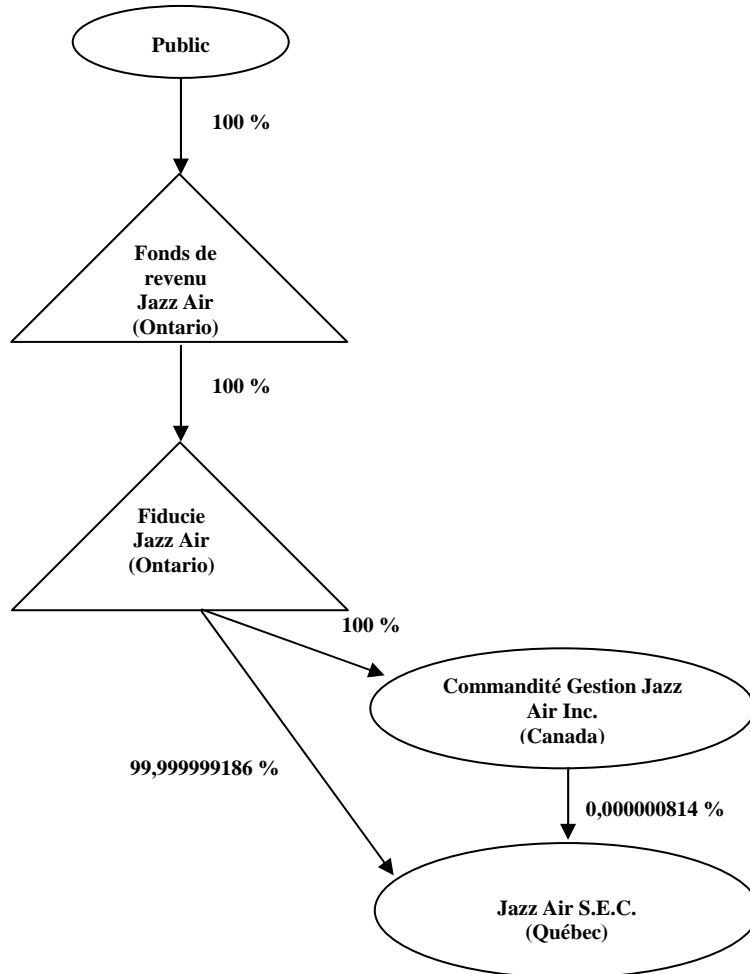 Public
100 %
Fonds de
revenu
Jazz Air
(Ontario)
100 %
Fiducie
Jazz Air
(Ontario)
100 %
Commandité Gestion Jazz
Air Inc.
(Canada)
99,999999186 %
0,000000814 %
Jazz Air S.E.C.
(Québec)